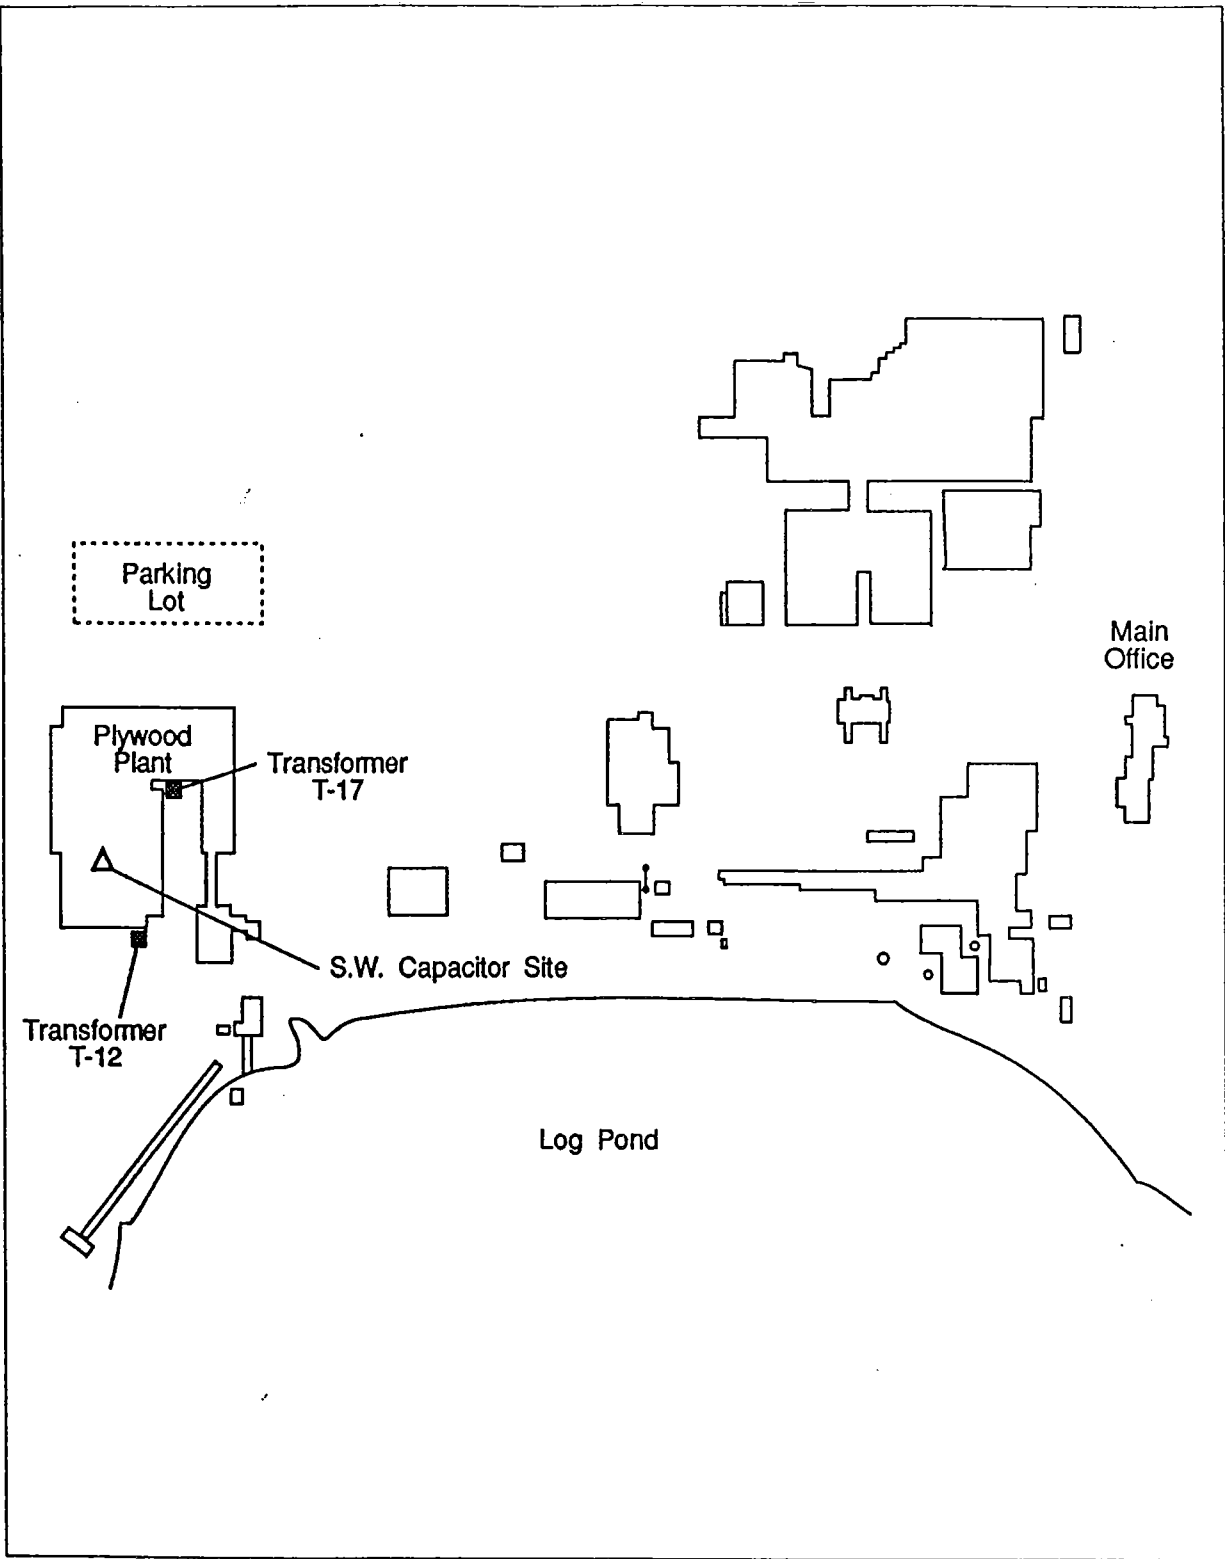 Parking
Lot
Main
Office
Plywood
Plant
Transformer
T-17
S.W. Capacitor Site
Transformer
T-12
Log Pond